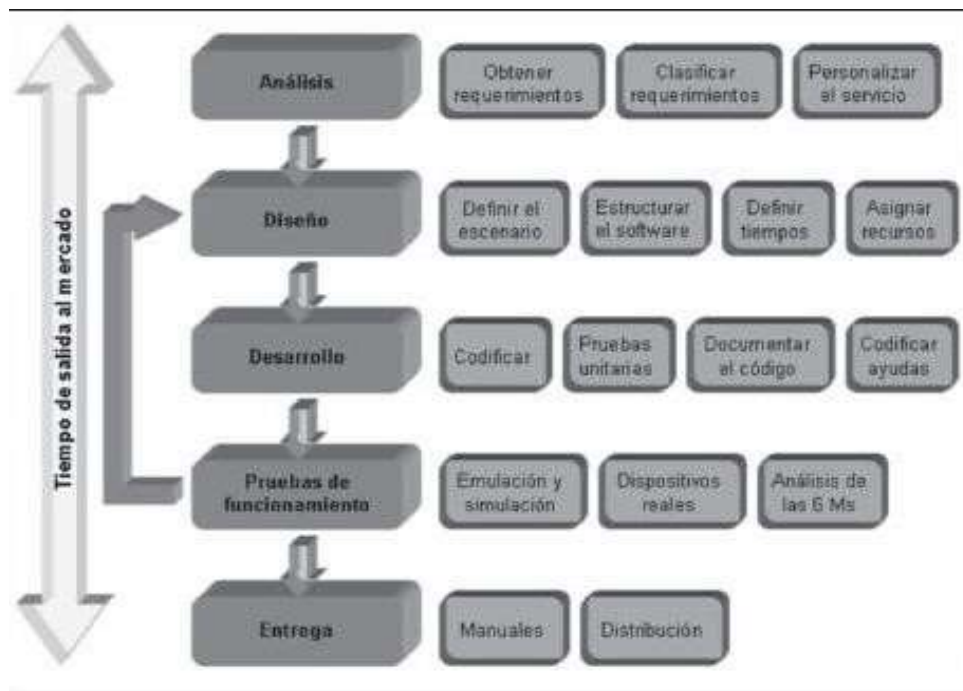 Tiempo de salida al mercado
Análisis
Obtener
requerimientos
Clasificar
requerimientos
Personalizar
el servicio
Diseño
Definir el
escenario
Estructurar
el software
Definir
tiempos
Asignar
recursos
Desarrollo
Codificar
Pruebas
unitarias
Documentar
el código
Codificar
ayudas
Pruebas de
funcionamiento
Emulación y
simulación
Dispositivos
reales
Análisis de
las 6 Ms
Entrega
Manuales
Distribución